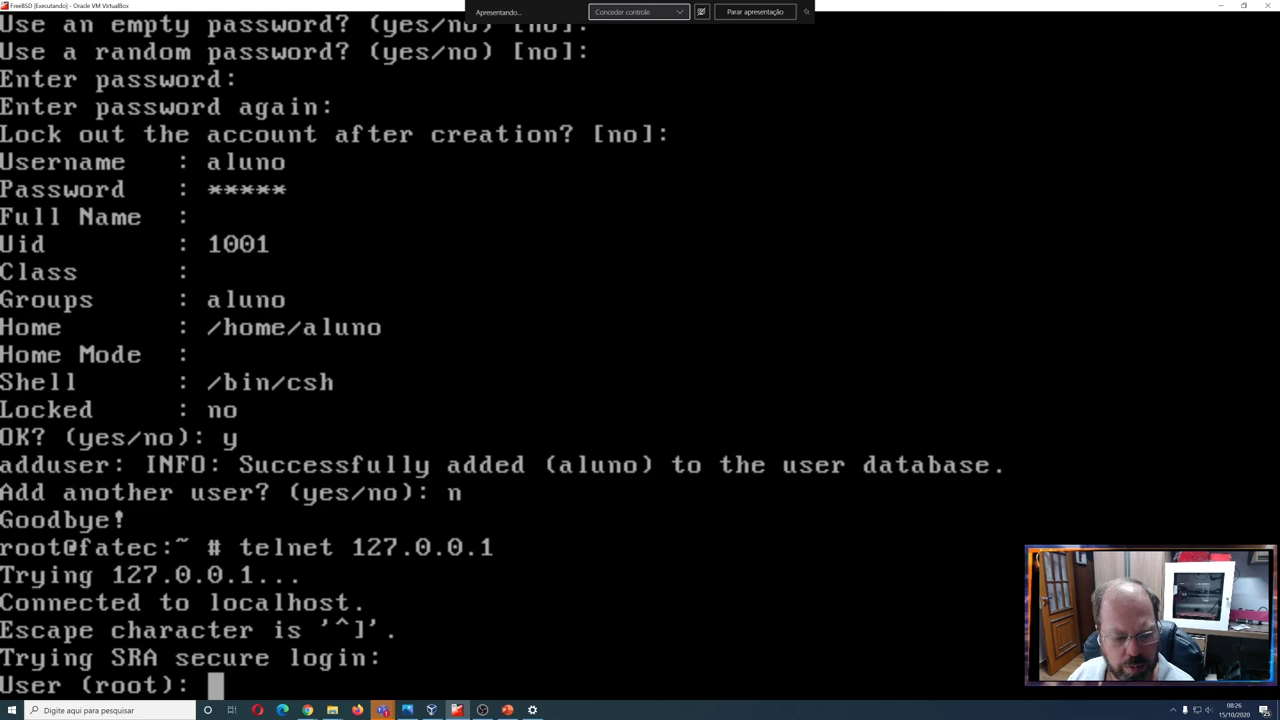 FreeBSD [Executando] - Oracle VM VirtualBox
Apresentando...
Conceder controle
Parar apresentação
Use an empty password? (yes/no) [no]:
Use a random password? (yes/no) [no]:
Enter password:
Enter password again:
Lock out the account after creation? [no]:
Username : aluno
Password : *****
Full Name :
Uid : 1001
Class :
Groups : aluno
Home : /home/aluno
Home Mode :
Shell : /bin/csh
Locked : no
OK? (yes/no): y
adduser: INFO: Successfully added (aluno) to the user database.
Add another user? (yes/no): n
Goodbye!
root@fatec:~ # telnet 127.0.0.1
Trying 127.0.0.1...
Connected to localhost.
Escape character is '^]'.
Trying SRA secure login:
User (root):
Digite aqui para pesquisar
08:26
15/10/2020